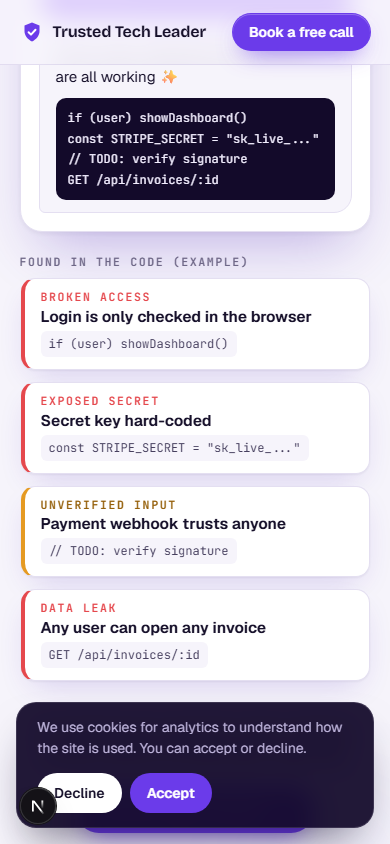 Trusted Tech Leader
Book a free call
are all working ✨
if (user) showDashboard()
const STRIPE_SECRET = "sk_live_..."
// TODO: verify signature
GET /api/invoices/:id
FOUND IN THE CODE (EXAMPLE)
BROKEN ACCESS
Login is only checked in the browser
if (user) showDashboard()
EXPOSED SECRET
Secret key hard-coded
const STRIPE_SECRET = "sk_live_..."
UNVERIFIED INPUT
Payment webhook trusts anyone
// TODO: verify signature
DATA LEAK
Any user can open any invoice
GET /api/invoices/:id
We use cookies for analytics to understand how
the site is used. You can accept or decline.
Decline
Accept
N